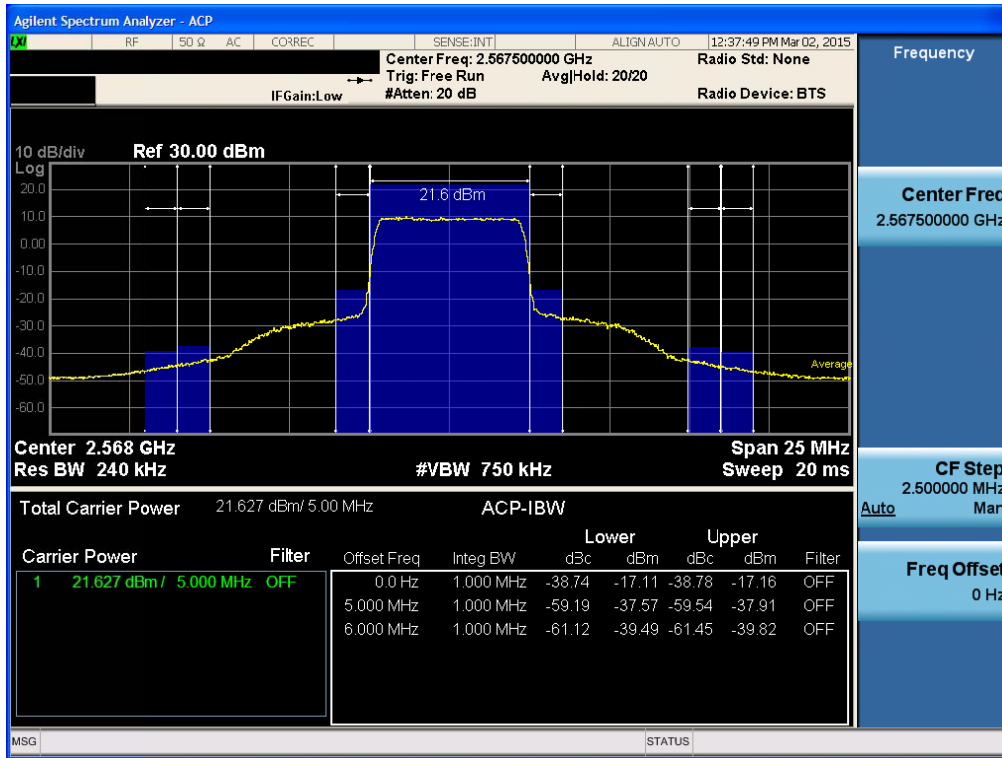 Agilent Spectrum Analyzer - ACP
LXI RF 50 Ω AC CORREC SENSE:INT ALIGN AUTO 12:37:49 PM Mar 02, 2015
Center Freq: 2.567500000 GHz Radio Std: None
Trig: Free Run Avg|Hold: 20/20
IFGain:Low #Atten: 20 dB Radio Device: BTS
Frequency
10 dB/div Ref 30.00 dBm
Log
20.0
10.0
0.00
-10.0
-20.0
-30.0
-40.0
-50.0
-60.0
21.6 dBm
Average
Center 2.568 GHz Span 25 MHz
Res BW 240 kHz #VBW 750 kHz Sweep 20 ms
Total Carrier Power 21.627 dBm/ 5.00 MHz ACP-IBW
Lower Upper
Carrier Power Filter Offset Freq Integ BW dBc dBm dBc dBm Filter
1 21.627 dBm / 5.000 MHz OFF 0.0 Hz 1.000 MHz -38.74 -17.11 -38.78 -17.16 OFF
5.000 MHz 1.000 MHz -59.19 -37.57 -59.54 -37.91 OFF
6.000 MHz 1.000 MHz -61.12 -39.49 -61.45 -39.82 OFF
Center Freq
2.567500000 GHz
CF Step
2.500000 MHz
Auto Man
Freq Offset
0 Hz
MSG STATUS